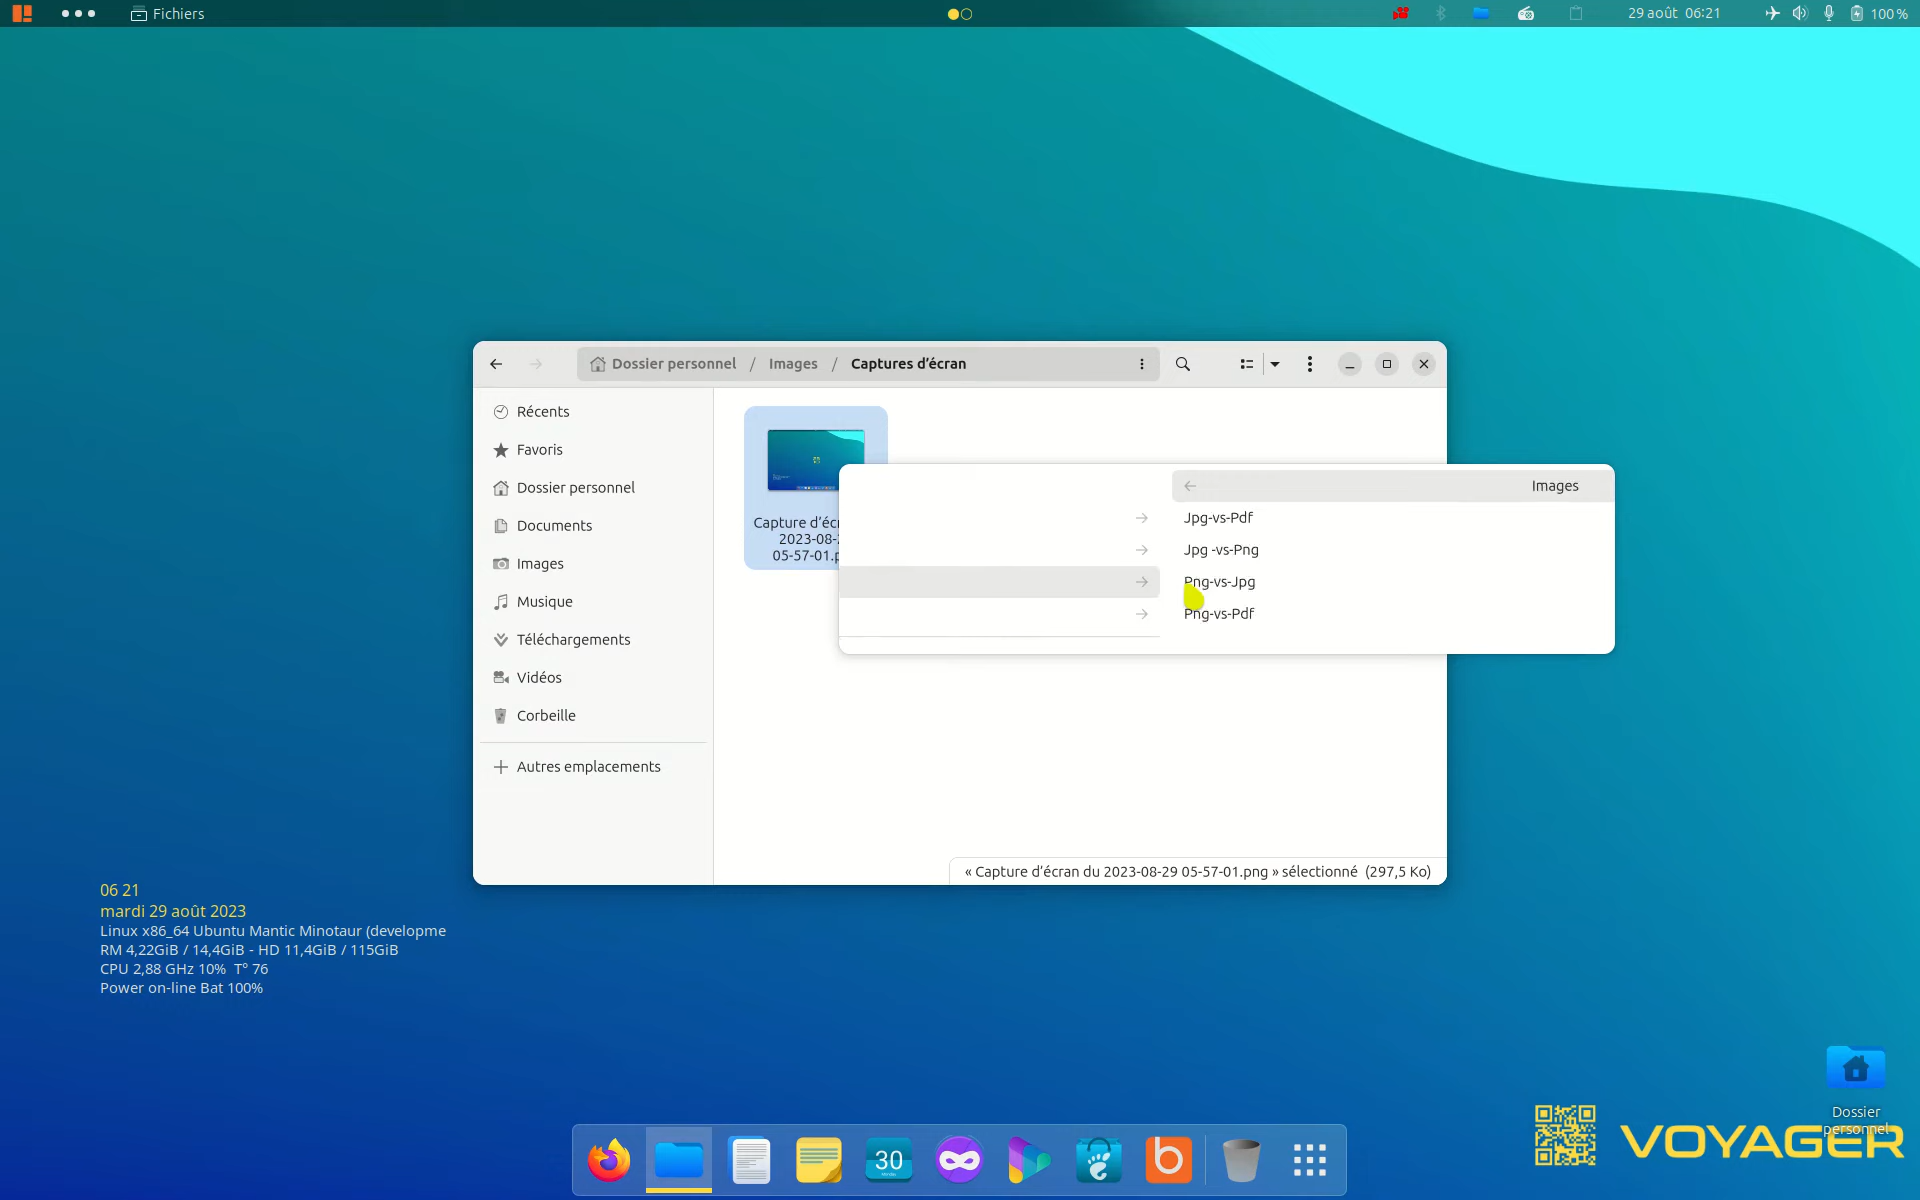 Fichiers
29 août 06:21
100 %
Dossier personnel / Images / Captures d’écran
Récents
Favoris
Dossier personnel
Documents
Images
Musique
Téléchargements
Vidéos
Corbeille
Autres emplacements
Capture d’écr
2023-08-
05-57-01.p
Images
Jpg-vs-Pdf
Jpg -vs-Png
Png-vs-Jpg
Png-vs-Pdf
« Capture d’écran du 2023-08-29 05-57-01.png » sélectionné (297,5 Ko)
06 21
mardi 29 août 2023
Linux x86_64 Ubuntu Mantic Minotaur (developme
RM 4,22GiB / 14,4GiB - HD 11,4GiB / 115GiB
CPU 2,88 GHz 10% T° 76
Power on-line Bat 100%
30
b
Dossier
personnel
VOYAGER